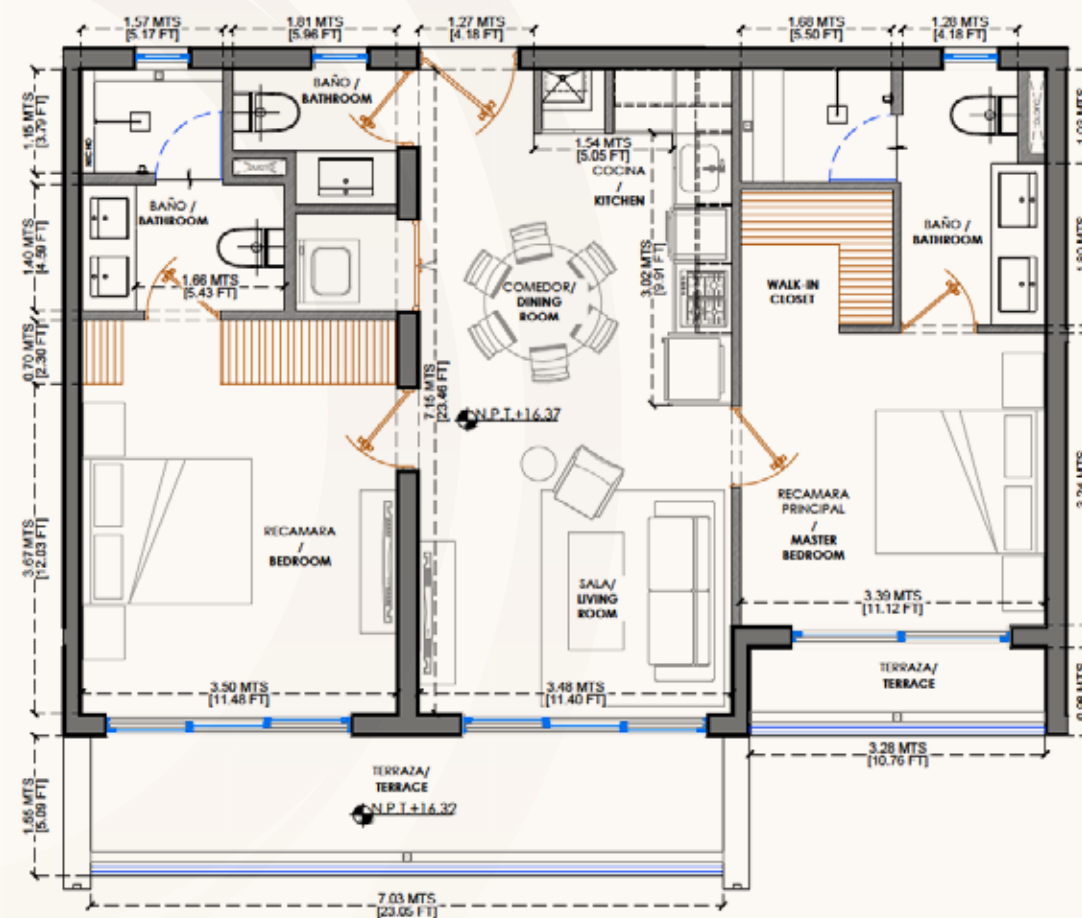 1.57 MTS
[5.17 FT]
1.81 MTS
[5.96 FT]
1.27 MTS
[4.18 FT]
1.68 MTS
[5.50 FT]
1.28 MTS
[4.18 FT]
1.15 MTS
[3.79 FT]
NICHO
BAÑO /
BATHROOM
DUCTO
1.54 MTS
[5.05 FT]
COCINA
/
KITCHEN
1.40 MTS
[4.59 FT]
BAÑO /
BATHROOM
1.66 MTS
[5.43 FT]
COMEDOR/
DINING
ROOM
3.02 MTS
[9.91 FT]
WALK-IN
CLOSET
BAÑO /
BATHROOM
0.70 MTS
[2.30 FT]
7.15 MTS
[23.46 FT]
N.P.T.+16.37
3.67 MTS
[12.03 FT]
RECAMARA
/
BEDROOM
RECAMARA
PRINCIPAL
/
MASTER
BEDROOM
SALA/
LIVING
ROOM
3.39 MTS
[11.12 FT]
3.50 MTS
[11.48 FT]
3.48 MTS
[11.40 FT]
TERRAZA/
TERRACE
3.28 MTS
[10.76 FT]
1.55 MTS
[5.09 FT]
TERRAZA/
TERRACE
N.P.T.+16.32
7.03 MTS
[23.05 FT]